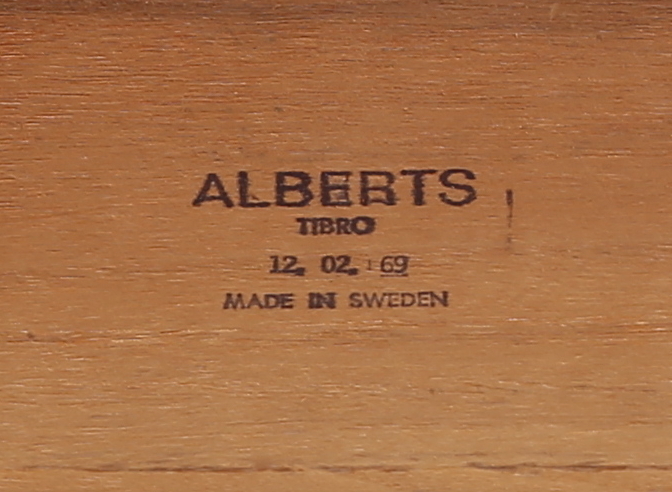 ALBERTS
TIBRO
12. 02. 69
MADE IN SWEDEN